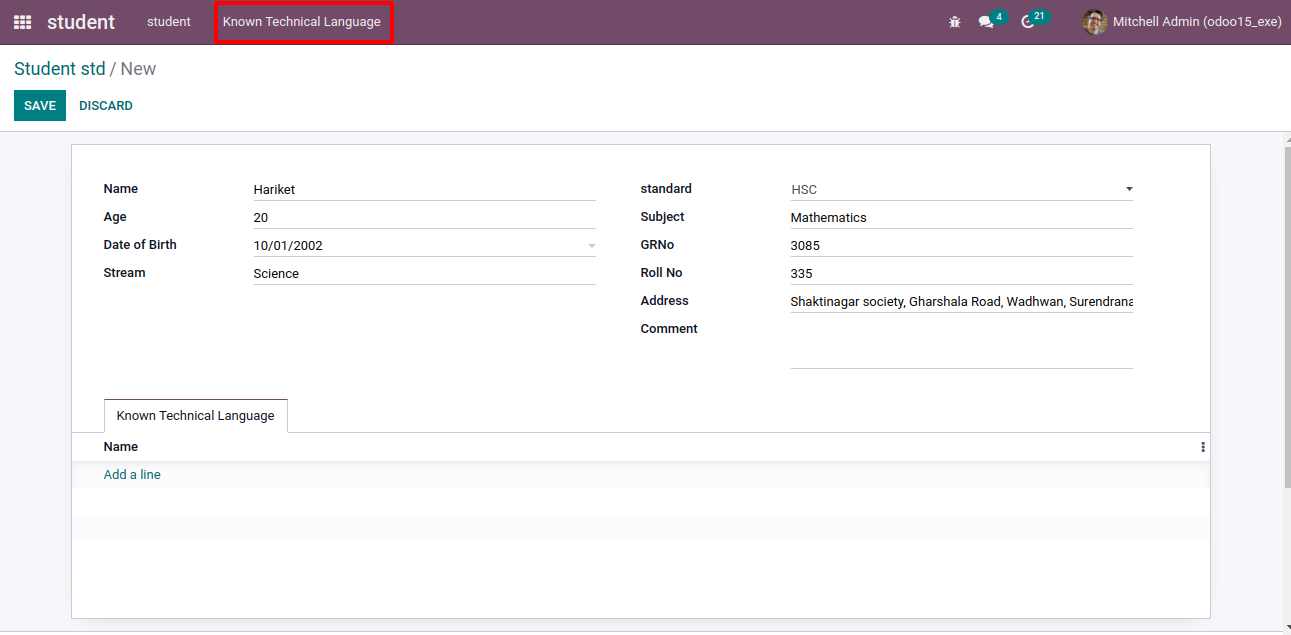 student student Known Technical Language 4 21 Mitchell Admin (odoo15_exe)
Student std / New
SAVE DISCARD
Name Hariket standard HSC
Age 20 Subject Mathematics
Date of Birth 10/01/2002 GRNo 3085
Stream Science Roll No 335
Address Shaktinagar society, Gharshala Road, Wadhwan, Surendrana
Comment
Known Technical Language
Name
Add a line